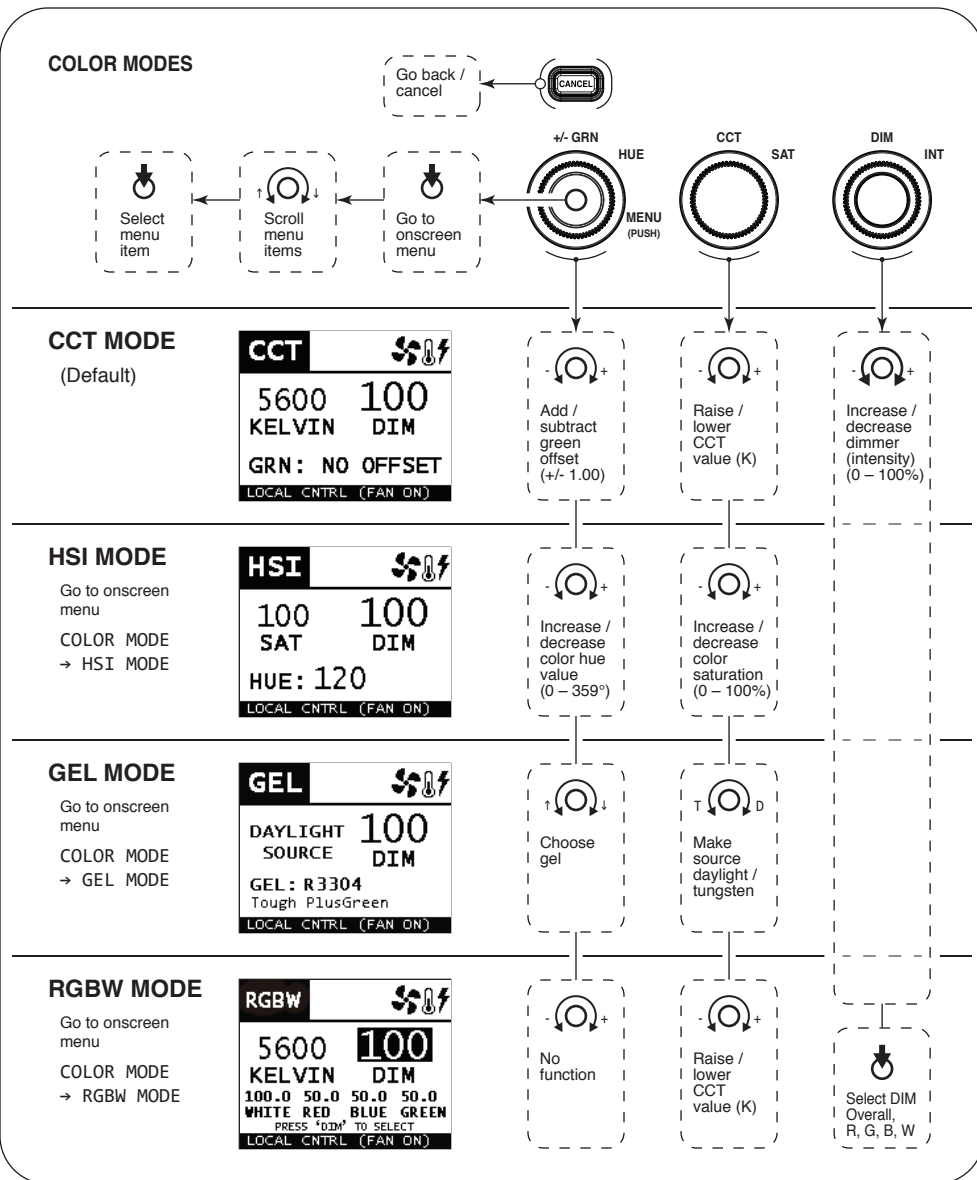 COLOR MODES
Go back /
cancel
CANCEL
+/- GRN
HUE
MENU
(PUSH)
CCT
SAT
DIM
INT
Select
menu
item
↑ ↓
Scroll
menu
items
Go to
onscreen
menu
CCT MODE
(Default)
CCT
5600 100
KELVIN DIM
GRN: NO OFFSET
LOCAL CNTRL (FAN ON)
- +
Add /
subtract
green
offset
(+/- 1.00)
- +
Raise /
lower
CCT
value (K)
- +
Increase /
decrease
dimmer
(intensity)
(0 – 100%)
HSI MODE
Go to onscreen
menu
COLOR MODE
→ HSI MODE
HSI
100 100
SAT DIM
HUE: 120
LOCAL CNTRL (FAN ON)
- +
Increase /
decrease
color hue
value
(0 – 359°)
- +
Increase /
decrease
color
saturation
(0 – 100%)
GEL MODE
Go to onscreen
menu
COLOR MODE
→ GEL MODE
GEL
DAYLIGHT 100
SOURCE DIM
GEL: R3304
Tough PlusGreen
LOCAL CNTRL (FAN ON)
↑ ↓
Choose
gel
T D
Make
source
daylight /
tungsten
RGBW MODE
Go to onscreen
menu
COLOR MODE
→ RGBW MODE
RGBW
5600 100
KELVIN DIM
100.0 50.0 50.0 50.0
WHITE RED BLUE GREEN
PRESS 'DIM' TO SELECT
LOCAL CNTRL (FAN ON)
- +
No
function
- +
Raise /
lower
CCT
value (K)
Select DIM
Overall,
R, G, B, W